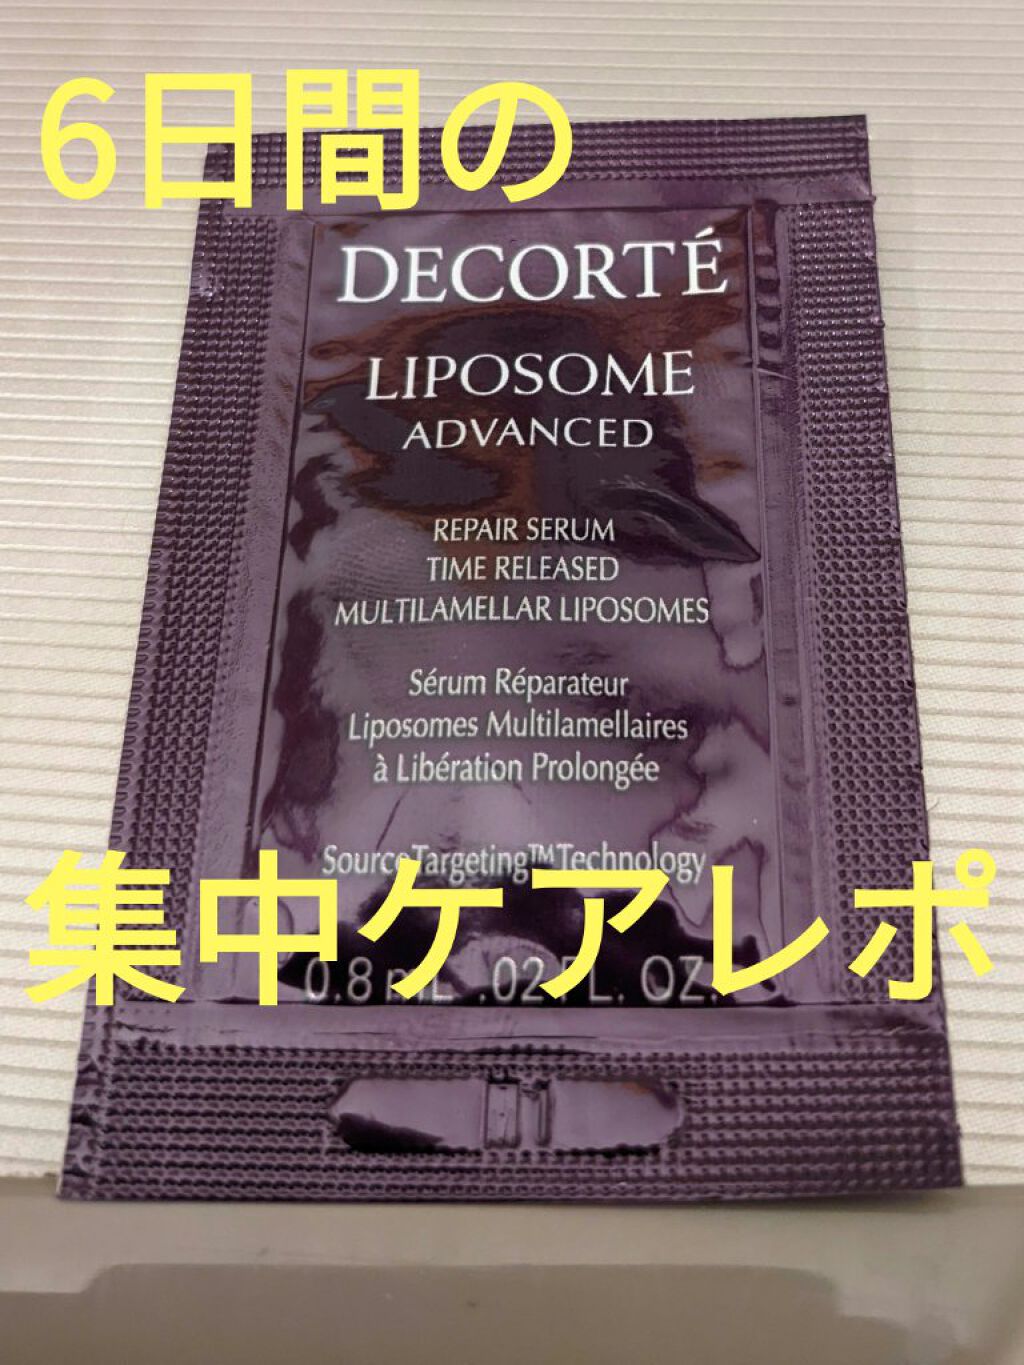 6日間の
DECORTÉ
LIPOSOME
ADVANCED
REPAIR SERUM
TIME RELEASED
MULTILAMELLAR LIPOSOMES
Sérum Réparateur
Liposomes Multilamellaires
à Libération Prolongée
SourceTargeting™Technology
集中ケアレポ
0.8 mL .02 FL. OZ.